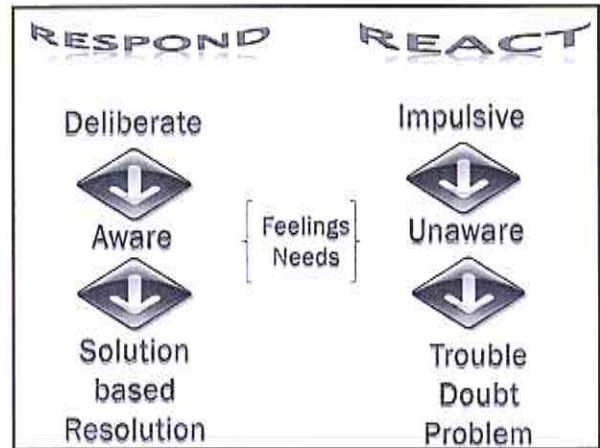 RESPOND
REACT
Deliberate
Impulsive
Aware
Feelings
Needs
Unaware
Solution
based
Resolution
Trouble
Doubt
Problem